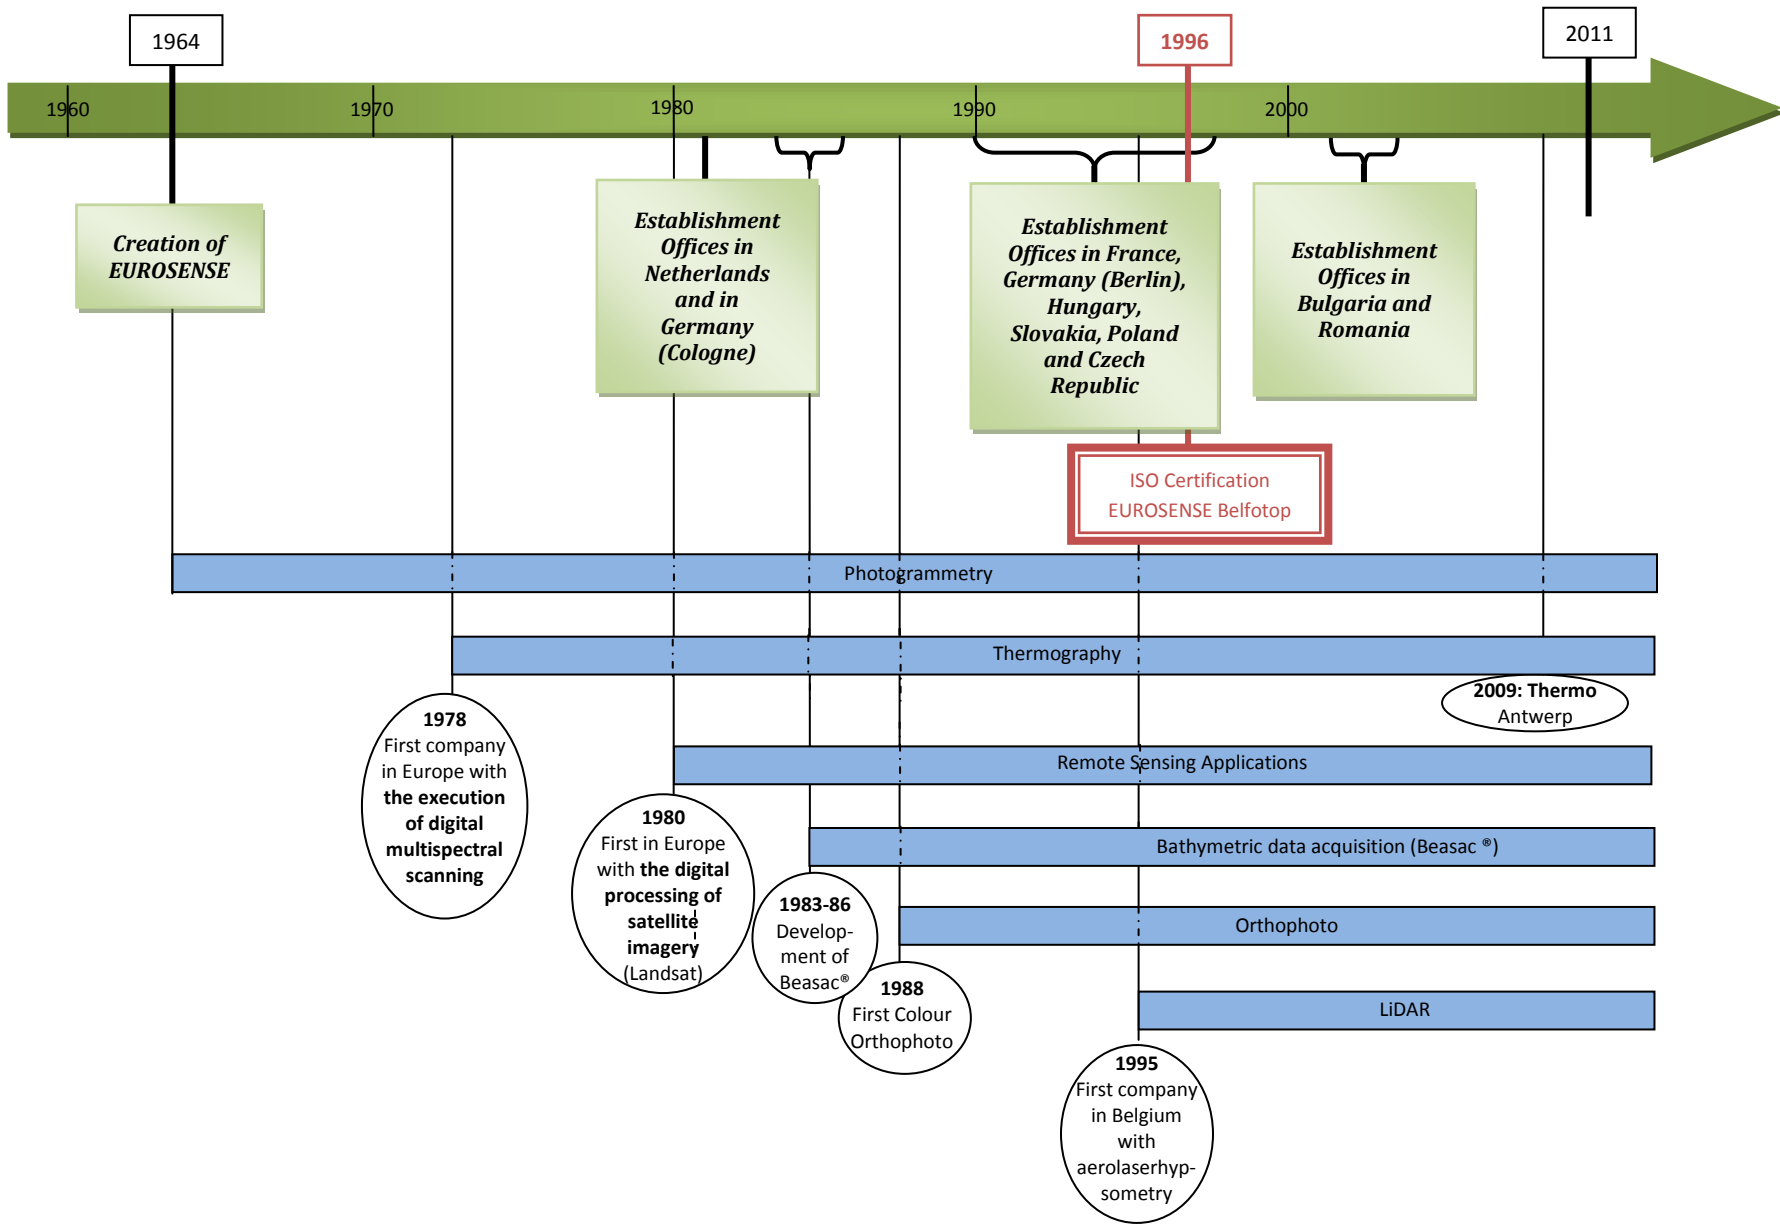 1964
1996
2011
1960
1970
1980
1990
2000
Creation of
EUROSENSE
Establishment
Offices in
Netherlands
and in
Germany
(Cologne)
Establishment
Offices in France,
Germany (Berlin),
Hungary,
Slovakia, Poland
and Czech
Republic
Establishment
Offices in
Bulgaria and
Romania
ISO Certification
EUROSENSE Belfotop
Photogrammetry
Thermography
2009: Thermo
Antwerp
1978
First company
in Europe with
the execution
of digital
multispectral
scanning
Remote Sensing Applications
1980
First in Europe
with the digital
processing of
satellite
imagery
(Landsat)
Bathymetric data acquisition (Beasac ®)
1983-86
Develop-
ment of
Beasac®
Orthophoto
1988
First Colour
Orthophoto
LiDAR
1995
First company
in Belgium
with
aerolaserhyp-
sometry